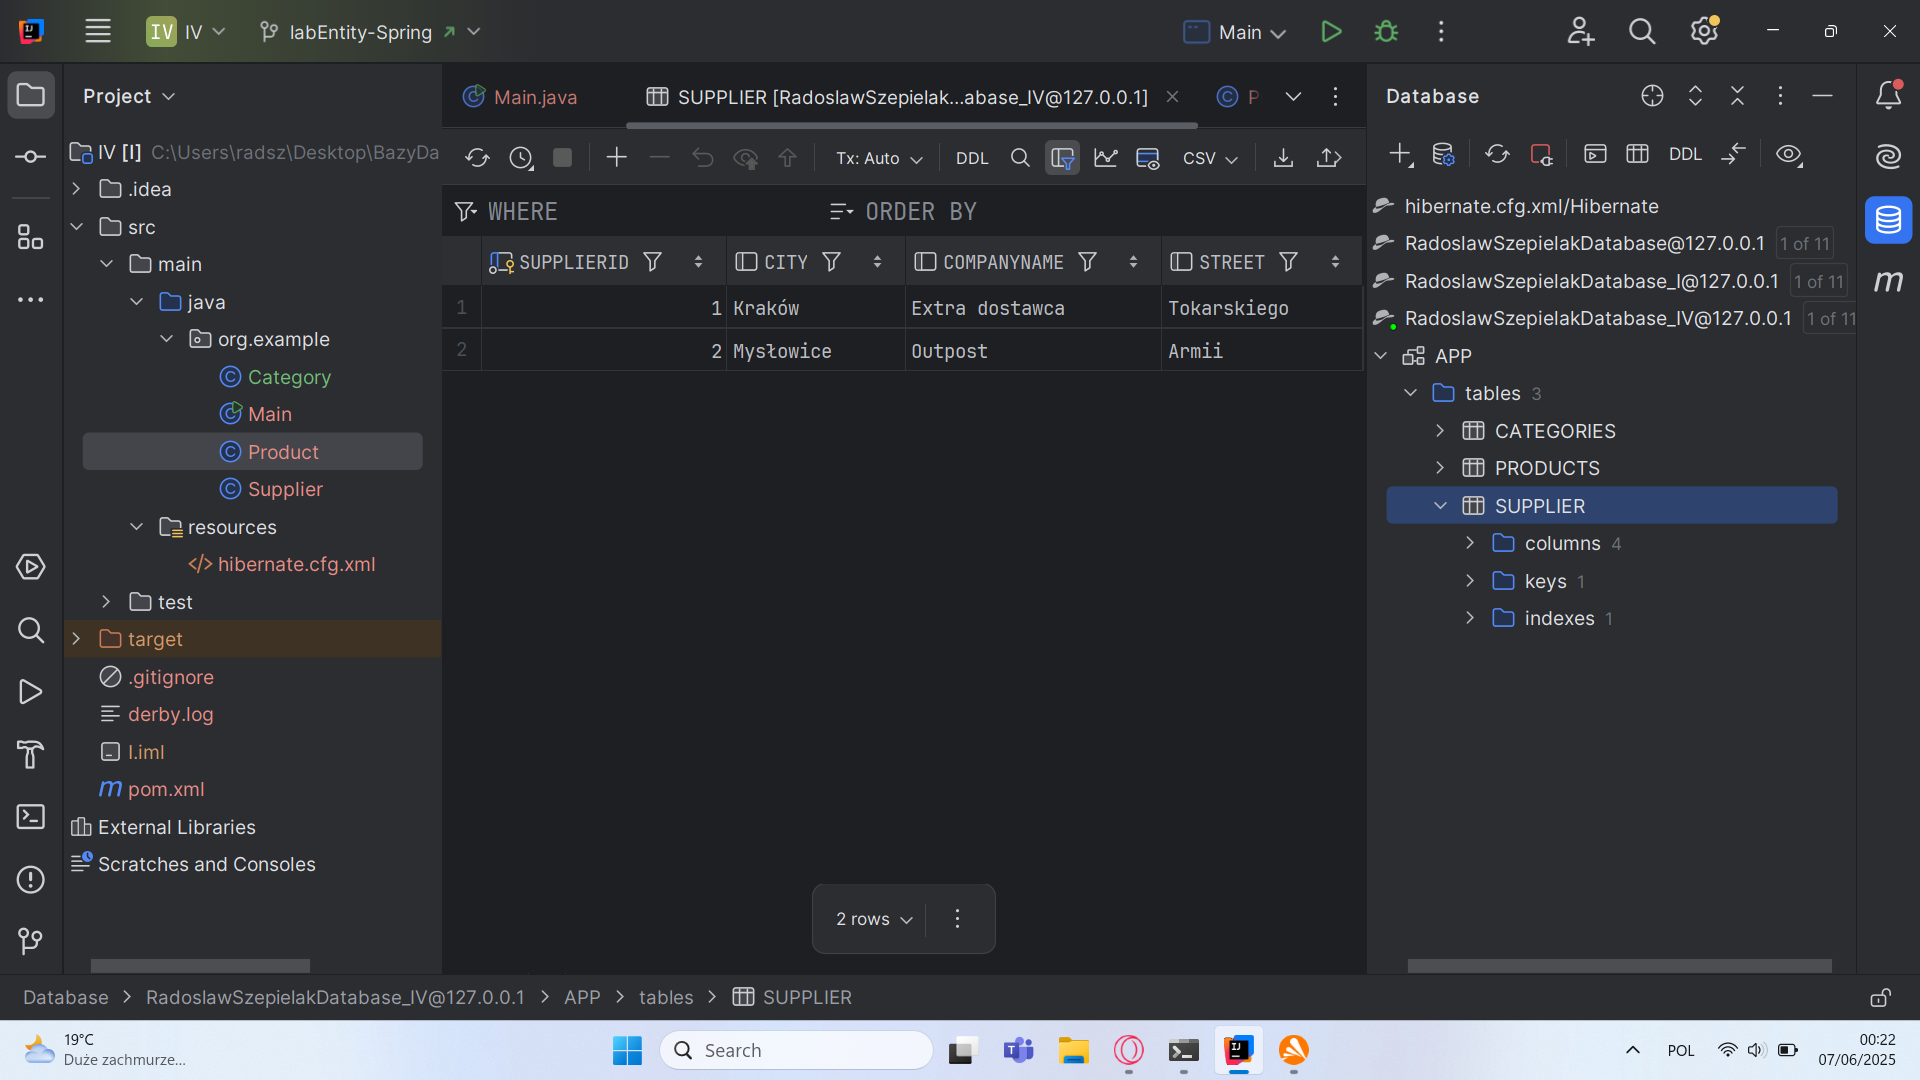 IV IV labEntity-Spring Main
Project
IV [I] C:\Users\radsz\Desktop\BazyDa
.idea
src
main
java
org.example
Category
Main
Product
Supplier
resources
hibernate.cfg.xml
test
target
.gitignore
derby.log
I.iml
pom.xml
External Libraries
Scratches and Consoles
Main.java SUPPLIER [RadoslawSzepielak...abase_IV@127.0.0.1] P
Tx: Auto DDL CSV
WHERE ORDER BY
SUPPLIERID CITY COMPANYNAME STREET
1 1 Kraków Extra dostawca Tokarskiego
2 2 Mysłowice Outpost Armii
2 rows
Database
DDL
hibernate.cfg.xml/Hibernate
RadoslawSzepielakDatabase@127.0.0.1 1 of 11
RadoslawSzepielakDatabase_I@127.0.0.1 1 of 11
RadoslawSzepielakDatabase_IV@127.0.0.1 1 of 11
APP
tables 3
CATEGORIES
PRODUCTS
SUPPLIER
columns 4
keys 1
indexes 1
m
Database > RadoslawSzepielakDatabase_IV@127.0.0.1 > APP > tables > SUPPLIER
19°C
Duże zachmurze...
Search
POL
00:22
07/06/2025